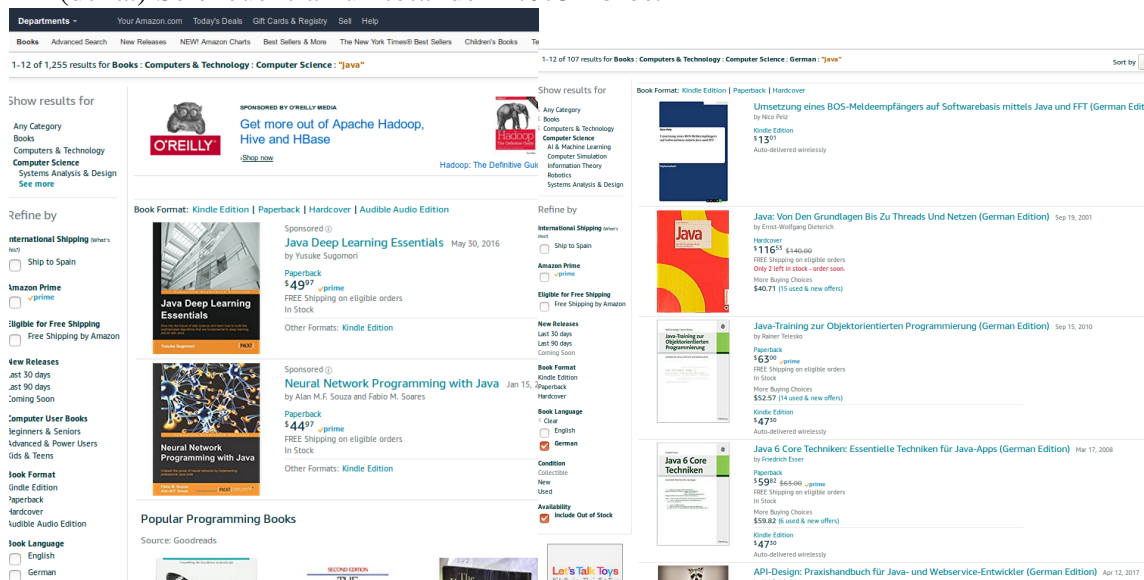 Departments
Your Amazon.com Today's Deals Gift Cards & Registry Sell Help
Books Advanced Search New Releases NEW! Amazon Charts Best Sellers & More The New York Times® Best Sellers Children's Books
1-12 of 1,255 results for Books : Computers & Technology : Computer Science : "java"
Show results for
Any Category
Books
Computers & Technology
Computer Science
Systems Analysis & Design
See more
Refine by
International Shipping (What's this?)
Ship to Spain
Amazon Prime
prime
Eligible for Free Shipping
Free Shipping by Amazon
New Releases
Last 30 days
Last 90 days
Coming Soon
Computer User Books
Beginners & Seniors
Advanced & Power Users
Kids & Teens
Book Format
Kindle Edition
Paperback
Hardcover
Audible Audio Edition
Book Language
English
German
O'REILLY
SPONSORED BY O'REILLY MEDIA
Get more out of Apache Hadoop,
Hive and HBase
›Shop now
Hadoop
Hadoop: The Definitive Guid
Book Format: Kindle Edition | Paperback | Hardcover | Audible Audio Edition
Sponsored
Java Deep Learning Essentials May 30, 2016
by Yusuke Sugomori
Paperback
$49 97 prime
FREE Shipping on eligible orders
In Stock
Other Formats: Kindle Edition
Java Deep Learning
Essentials
Yusuke Sugomori
PACKT
Sponsored
Neural Network Programming with Java Jan 15, 2
by Alan M.F. Souza and Fabio M. Soares
Paperback
$44 97 prime
FREE Shipping on eligible orders
In Stock
Other Formats: Kindle Edition
Neural Network
Programming with Java
PACKT
Popular Programming Books
Source: Goodreads
SECOND EDITION
THE
The
1-12 of 107 results for Books : Computers & Technology : Computer Science : German : "java"
Sort by
Show results for
Any Category
Books
Computers & Technology
Computer Science
AI & Machine Learning
Computer Simulation
Information Theory
Robotics
Systems Analysis & Design
Refine by
International Shipping (What's this?)
Ship to Spain
Amazon Prime
prime
Eligible for Free Shipping
Free Shipping by Amazon
New Releases
Last 30 days
Last 90 days
Coming Soon
Book Format
Kindle Edition
Paperback
Hardcover
Book Language
Clear
English
German
Condition
Collectible
New
Used
Availability
Include Out of Stock
Let's Talk Toys
Book Format: Kindle Edition | Paperback | Hardcover
Umsetzung eines BOS-Meldeempfängers auf Softwarebasis mittels Java und FFT (German Edit
by Nico Pelz
Kindle Edition
$13 01
Auto-delivered wirelessly
Java
Java: Von Den Grundlagen Bis Zu Threads Und Netzen (German Edition) Sep 19, 2001
by Ernst-Wolfgang Dieterich
Hardcover
$116 53 $140.00
FREE Shipping on eligible orders
Only 2 left in stock - order soon.
More Buying Choices
$40.71 (15 used & new offers)
Java-Training zur
Objektorientierten
Programmierung
Java-Training zur Objektorientierten Programmierung (German Edition) Sep 15, 2010
by Rainer Telesko
Paperback
$63 00 prime
In Stock
More Buying Choices
$52.57 (14 used & new offers)
Kindle Edition
$47 30
Auto-delivered wirelessly
Java 6 Core
Techniken
Java 6 Core Techniken: Essentielle Techniken für Java-Apps (German Edition) Mar 17, 2008
by Friedrich Esser
Paperback
$59 82 $63.00 prime
FREE Shipping on eligible orders
In Stock
More Buying Choices
$59.82 (6 used & new offers)
Kindle Edition
$47 30
Auto-delivered wirelessly
API-Design: Praxishandbuch für Java- und Webservice-Entwickler (German Edition) Apr 12, 2017